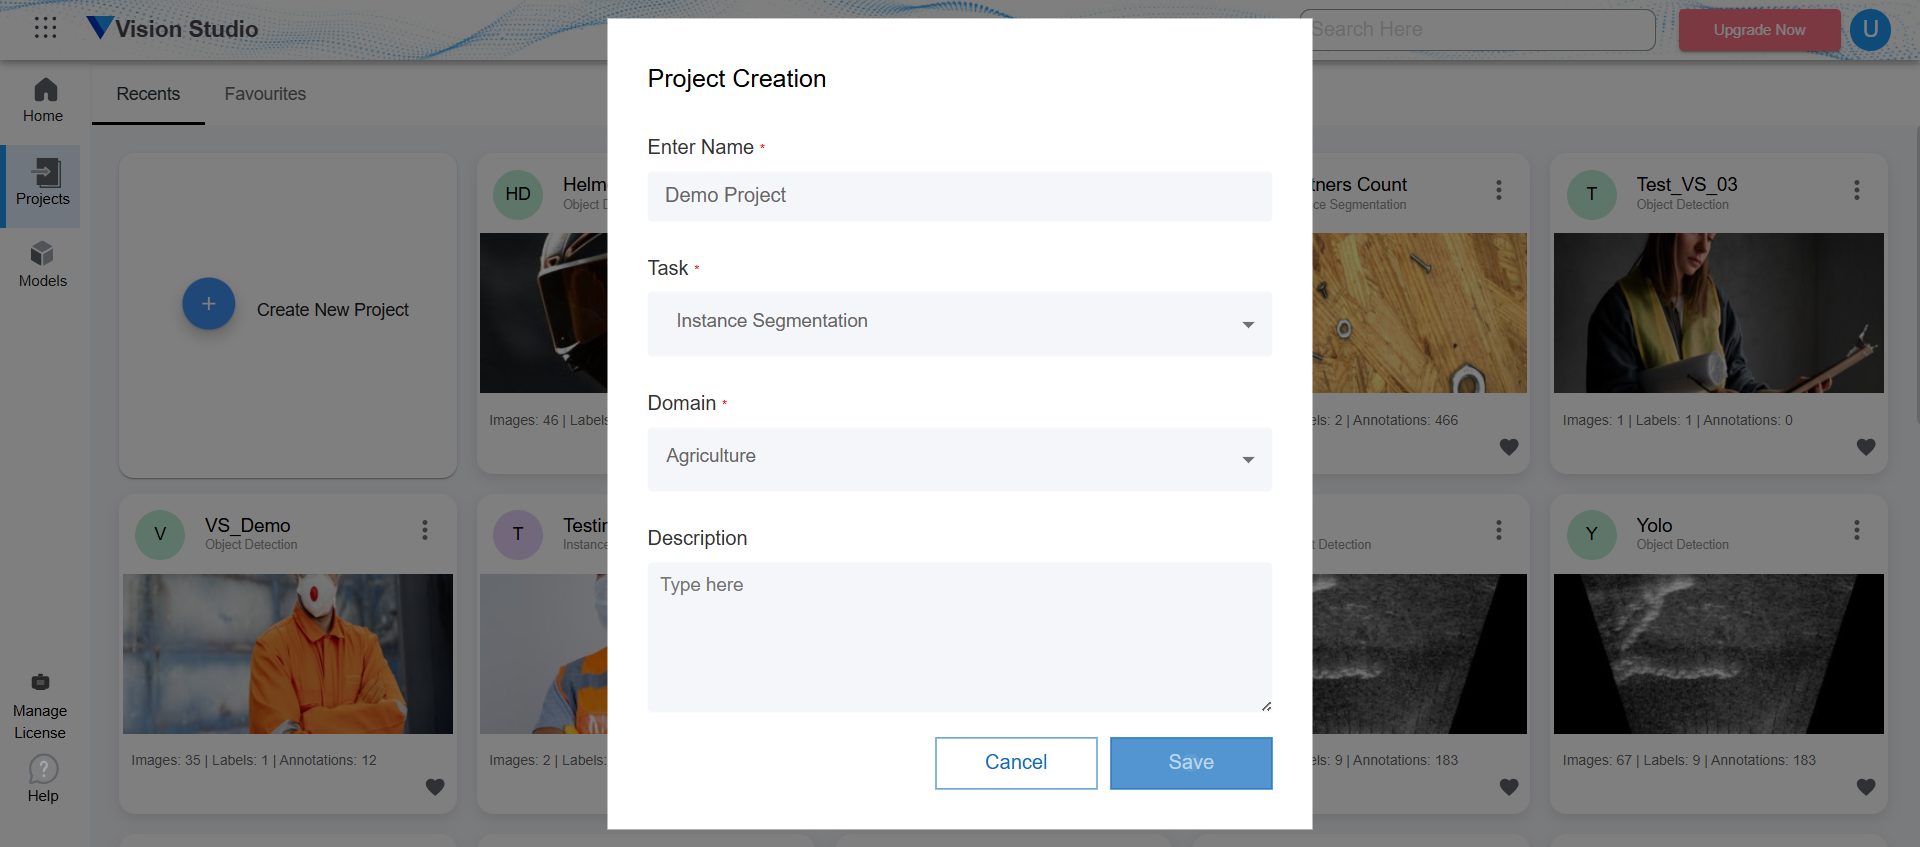 Vision Studio
Search Here
Upgrade Now
U
Home
Projects
Models
Manage
License
Help
Recents
Favourites
Create New Project
HD
Helm
Object D
Images: 46 | Labels:
tners Count
ce Segmentation
els: 2 | Annotations: 466
T
Test_VS_03
Object Detection
Images: 1 | Labels: 1 | Annotations: 0
V
VS_Demo
Object Detection
Images: 35 | Labels: 1 | Annotations: 12
T
Testin
Instance
Images: 2 | Labels:
t Detection
els: 9 | Annotations: 183
Y
Yolo
Object Detection
Images: 67 | Labels: 9 | Annotations: 183
Project Creation
Enter Name *
Demo Project
Task *
Instance Segmentation
Domain *
Agriculture
Description
Type here
Cancel
Save